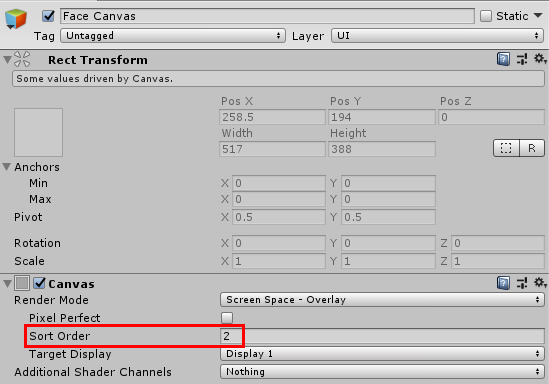 Face Canvas Static
Tag Untagged Layer UI
Rect Transform
Some values driven by Canvas.
Pos X Pos Y Pos Z
258.5 194 0
Width Height
517 388 R
Anchors
Min X 0 Y 0
Max X 0 Y 0
Pivot X 0.5 Y 0.5
Rotation X 0 Y 0 Z 0
Scale X 1 Y 1 Z 1
Canvas
Render Mode Screen Space - Overlay
Pixel Perfect
Sort Order 2
Target Display Display 1
Additional Shader Channels Nothing